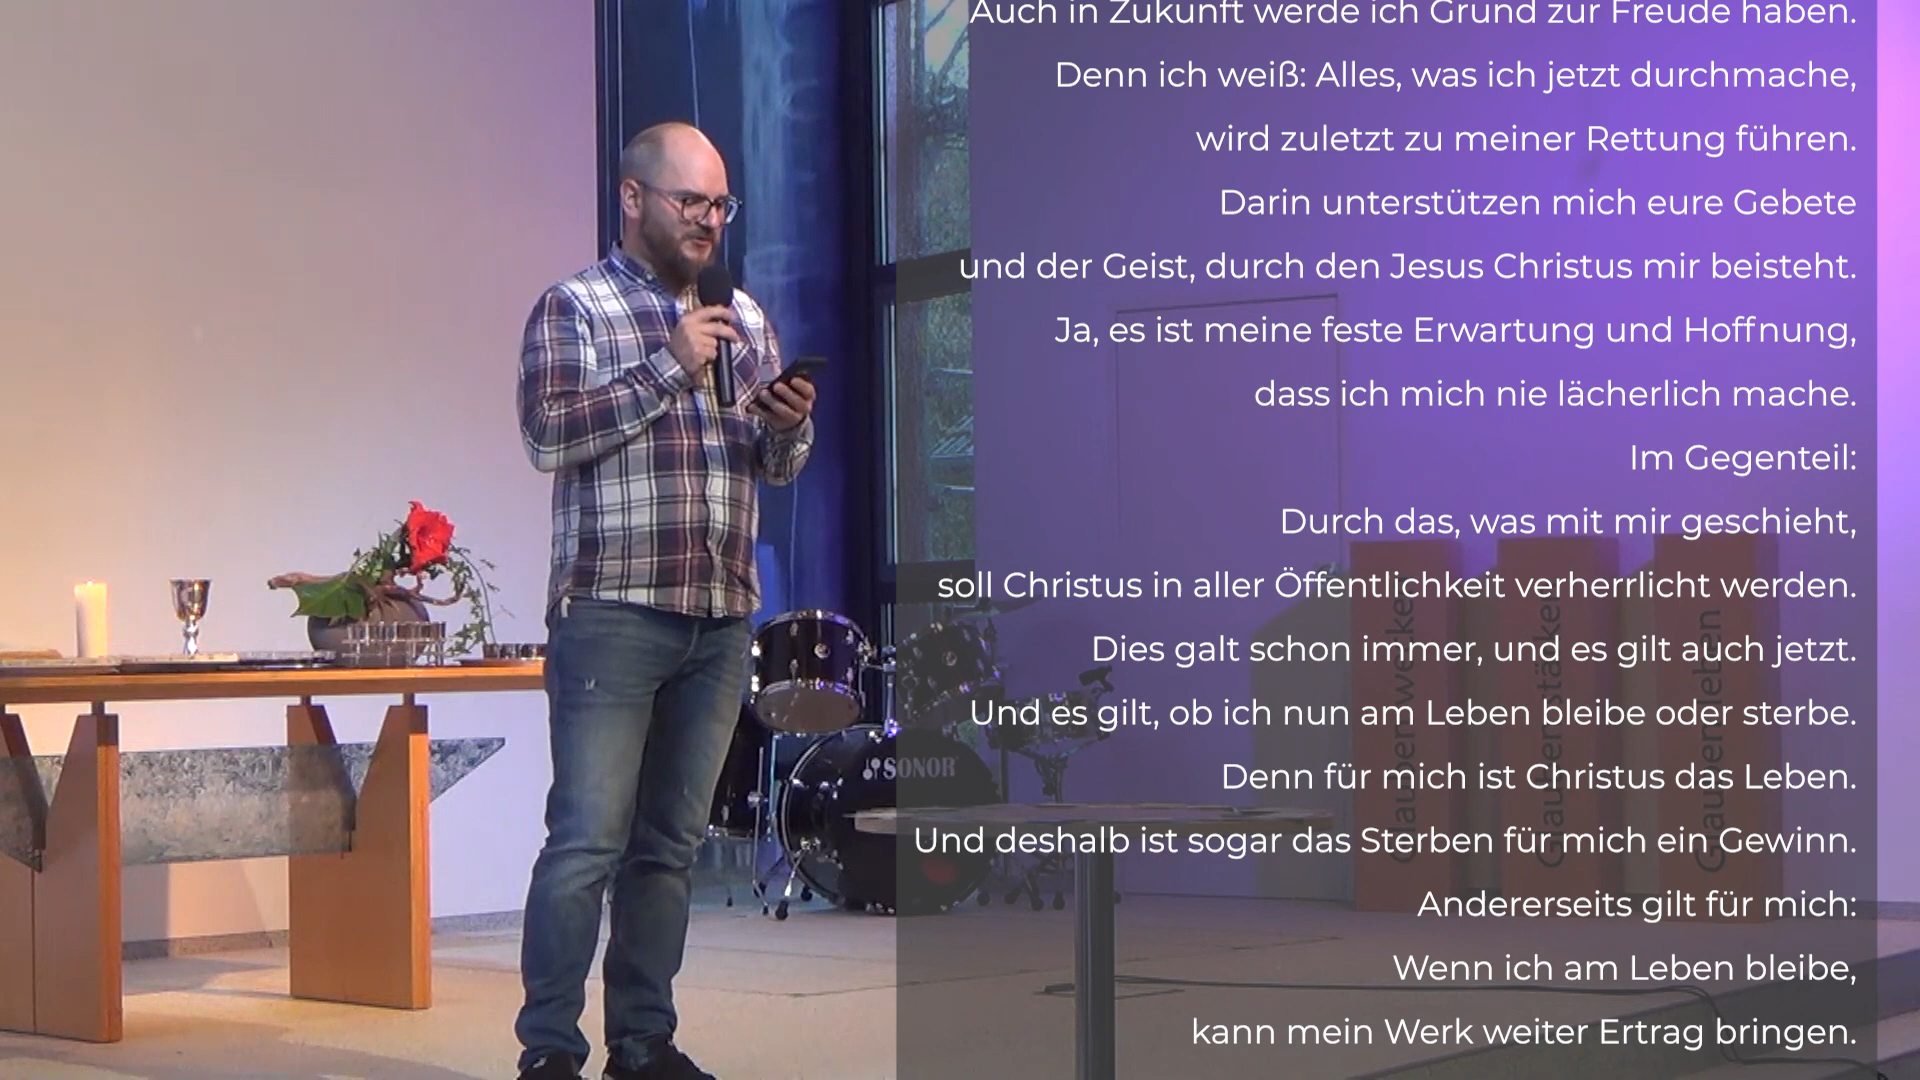 Auch in Zukunft werde ich Grund zur Freude haben.
Denn ich weiß: Alles, was ich jetzt durchmache,
wird zuletzt zu meiner Rettung führen.
Darin unterstützen mich eure Gebete
und der Geist, durch den Jesus Christus mir beisteht.
Ja, es ist meine feste Erwartung und Hoffnung,
dass ich mich nie lächerlich mache.
Im Gegenteil:
Durch das, was mit mir geschieht,
soll Christus in aller Öffentlichkeit verherrlicht werden.
Dies galt schon immer, und es gilt auch jetzt.
Und es gilt, ob ich nun am Leben bleibe oder sterbe.
Denn für mich ist Christus das Leben.
Und deshalb ist sogar das Sterben für mich ein Gewinn.
Andererseits gilt für mich:
Wenn ich am Leben bleibe,
kann mein Werk weiter Ertrag bringen.
SONOR
Glauben
Glauben
Glauben leben